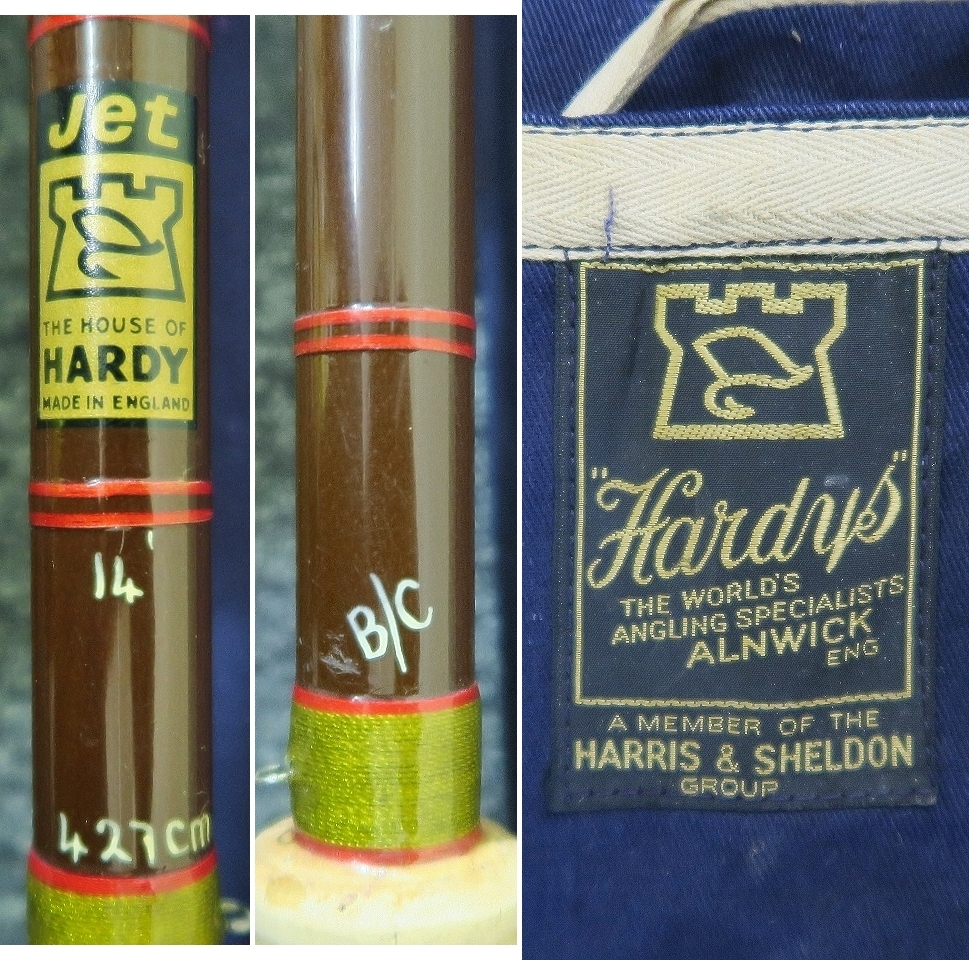 Jet
THE HOUSE OF
HARDY
MADE IN ENGLAND
14'
427cm
B/C
"Hardys"
THE WORLD'S
ANGLING SPECIALISTS
ALNWICK
ENG
A MEMBER OF THE
HARRIS & SHELDON
GROUP